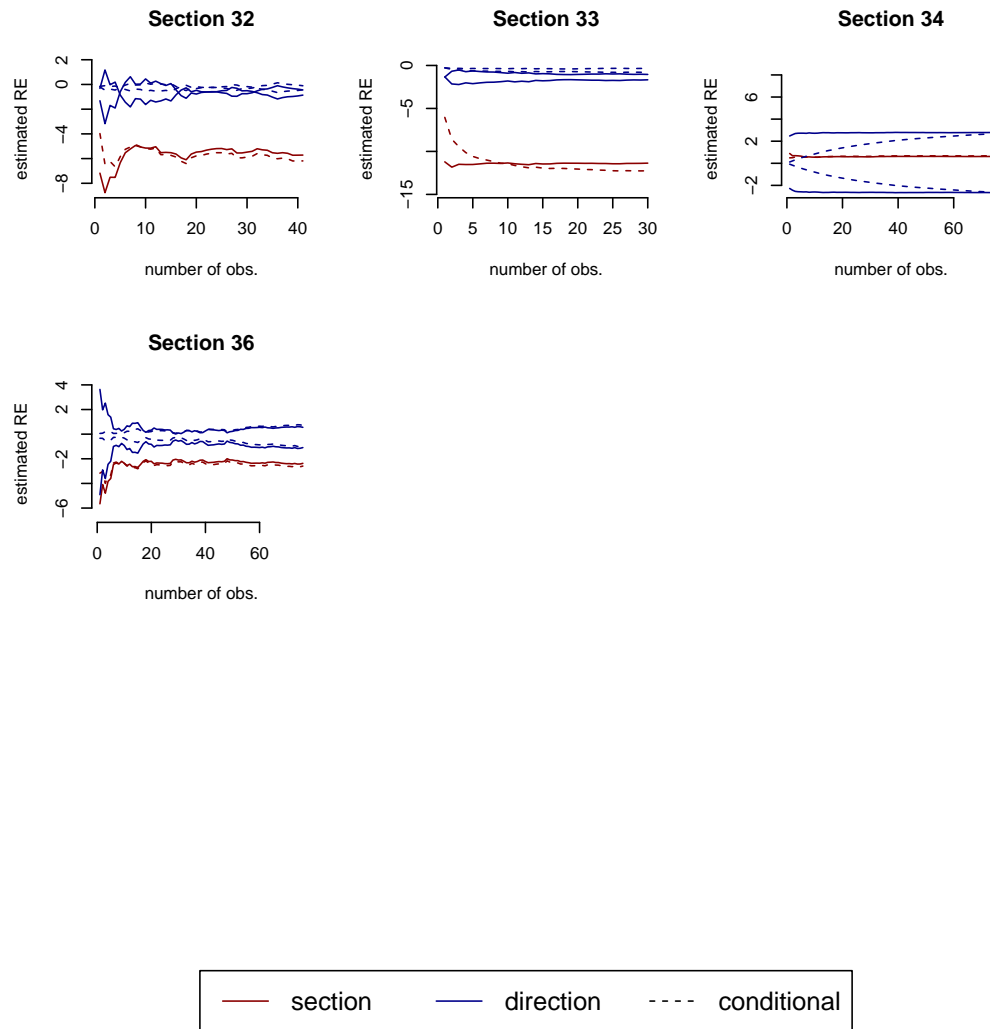 Section 32
estimated RE
2
0
−4
−8
0 10 20 30 40
number of obs.
Section 33
estimated RE
0
−5
−15
0 5 10 15 20 25 30
number of obs.
Section 34
estimated RE
6
2
−2
0 20 40 60
number of obs.
Section 36
estimated RE
4
2
−2
−6
0 20 40 60
number of obs.
section direction conditional